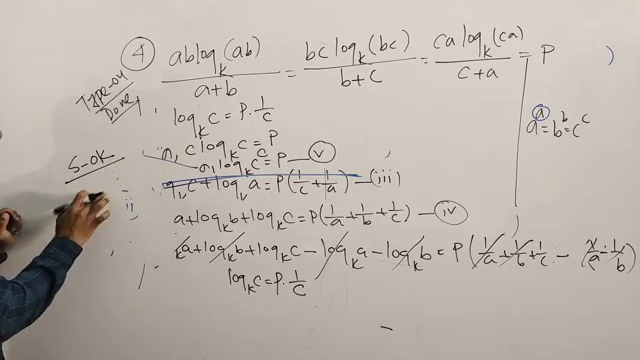 ④ ab log_k(ab) / a+b = bc log_k(bc) / b+c = ca log_k(ca) / c+a = P )
Type-04
Done,
log_k c = P. 1/c
c log_k c = P
log_k c = P — (v)
a^a = b^b = c^c
S-OK
log_k c + log_k a = P(1/c + 1/a) — (iii)
ii
a + log_k b + log_k c = P(1/a + 1/b + 1/c) — (iv)
a + log_k b + log_k c - log_k a - log_k b = P(1/a + 1/b + 1/c - 1/a - 1/b)
log_k c = P. 1/c